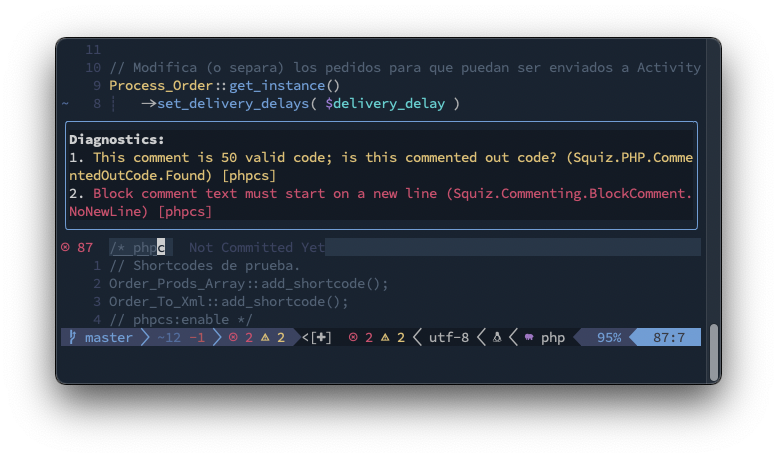 11
10 // Modifica (o separa) los pedidos para que puedan ser enviados a Activity
9 Process_Order::get_instance()
~ 8 ->set_delivery_delays( $delivery_delay )
Diagnostics:
1. This comment is 50 valid code; is this commented out code? (Squiz.PHP.Comme
ntedOutCode.Found) [phpcs]
2. Block comment text must start on a new line (Squiz.Commenting.BlockComment.
NoNewLine) [phpcs]
87 /* phpc Not Committed Yet
1 // Shortcodes de prueba.
2 Order_Prods_Array::add_shortcode();
3 Order_To_Xml::add_shortcode();
4 // phpcs:enable */
master ~12 -1 ⊗ 2 ⚠ 2 <[+] ⊗ 2 ⚠ 2 utf-8 php 95% 87:7